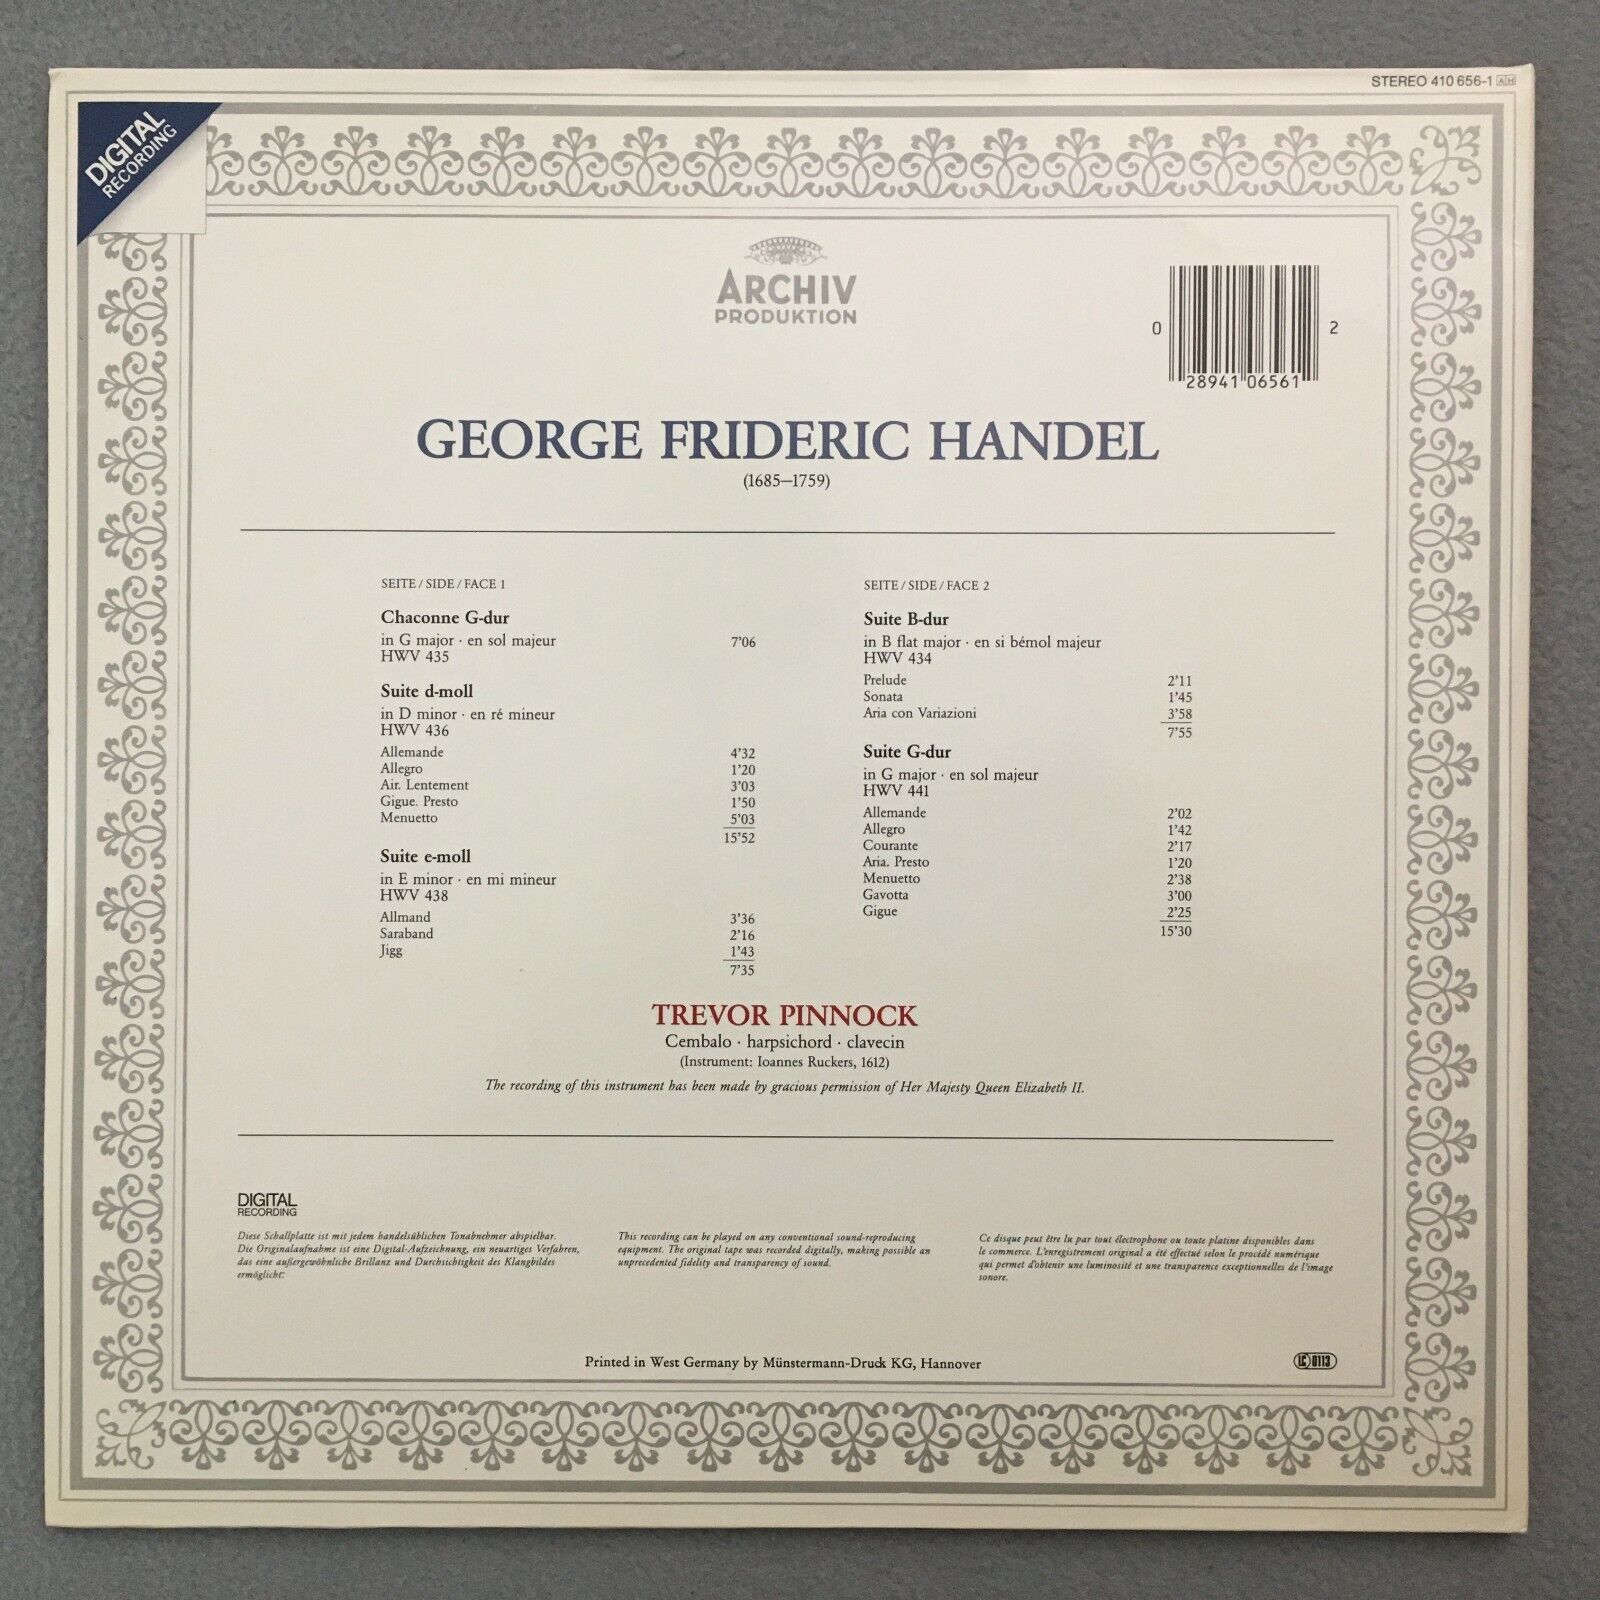 STEREO 410 656-1 AH
DIGITAL
RECORDING
ARCHIV
PRODUKTION
0 28941 06561 2
GEORGE FRIDERIC HANDEL
(1685–1759)
SEITE / SIDE / FACE 1
Chaconne G-dur
in G major · en sol majeur 7'06
HWV 435
Suite d-moll
in D minor · en ré mineur
HWV 436
Allemande 4'32
Allegro 1'20
Air. Lentement 3'03
Gigue. Presto 1'50
Menuetto 5'03
15'52
Suite e-moll
in E minor · en mi mineur
HWV 438
Allmand 3'36
Saraband 2'16
Jigg 1'43
7'35
SEITE / SIDE / FACE 2
Suite B-dur
in B flat major · en si bémol majeur
HWV 434
Prelude 2'11
Sonata 1'45
Aria con Variazioni 3'58
7'55
Suite G-dur
in G major · en sol majeur
HWV 441
Allemande 2'02
Allegro 1'42
Courante 2'17
Aria. Presto 1'20
Menuetto 2'38
Gavotta 3'00
Gigue 2'25
15'30
TREVOR PINNOCK
Cembalo · harpsichord · clavecin
(Instrument: Ioannes Ruckers, 1612)
The recording of this instrument has been made by gracious permission of Her Majesty Queen Elizabeth II.
DIGITAL
RECORDING
Diese Schallplatte ist mit jedem handelsüblichen Tonabnehmer abspielbar.
Die Originalaufnahme ist eine Digital-Aufzeichnung, ein neuartiges Verfahren,
das eine außergewöhnliche Brillanz und Durchsichtigkeit des Klangbildes
ermöglicht.
This recording can be played on any conventional sound-reproducing
equipment. The original tape was recorded digitally, making possible an
unprecedented fidelity and transparency of sound.
Ce disque peut être lu par tout électrophone ou toute platine disponibles dans
le commerce. L'enregistrement original a été effectué selon le procédé numérique
qui permet d'obtenir une luminosité et une transparence exceptionnelles de l'image
sonore.
Printed in West Germany by Münstermann-Druck KG, Hannover
LC 0113